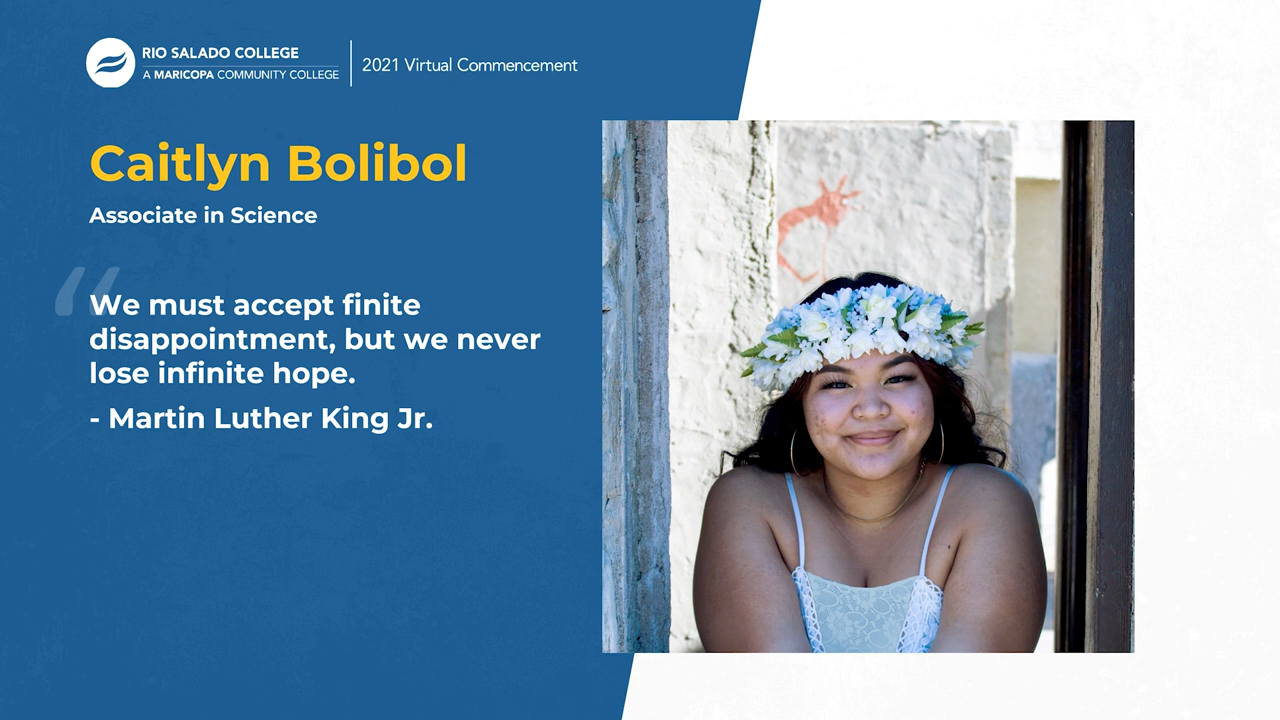 RIO SALADO COLLEGE
A MARICOPA COMMUNITY COLLEGE
2021 Virtual Commencement
Caitlyn Bolibol
Associate in Science
“We must accept finite
disappointment, but we never
lose infinite hope.
- Martin Luther King Jr.